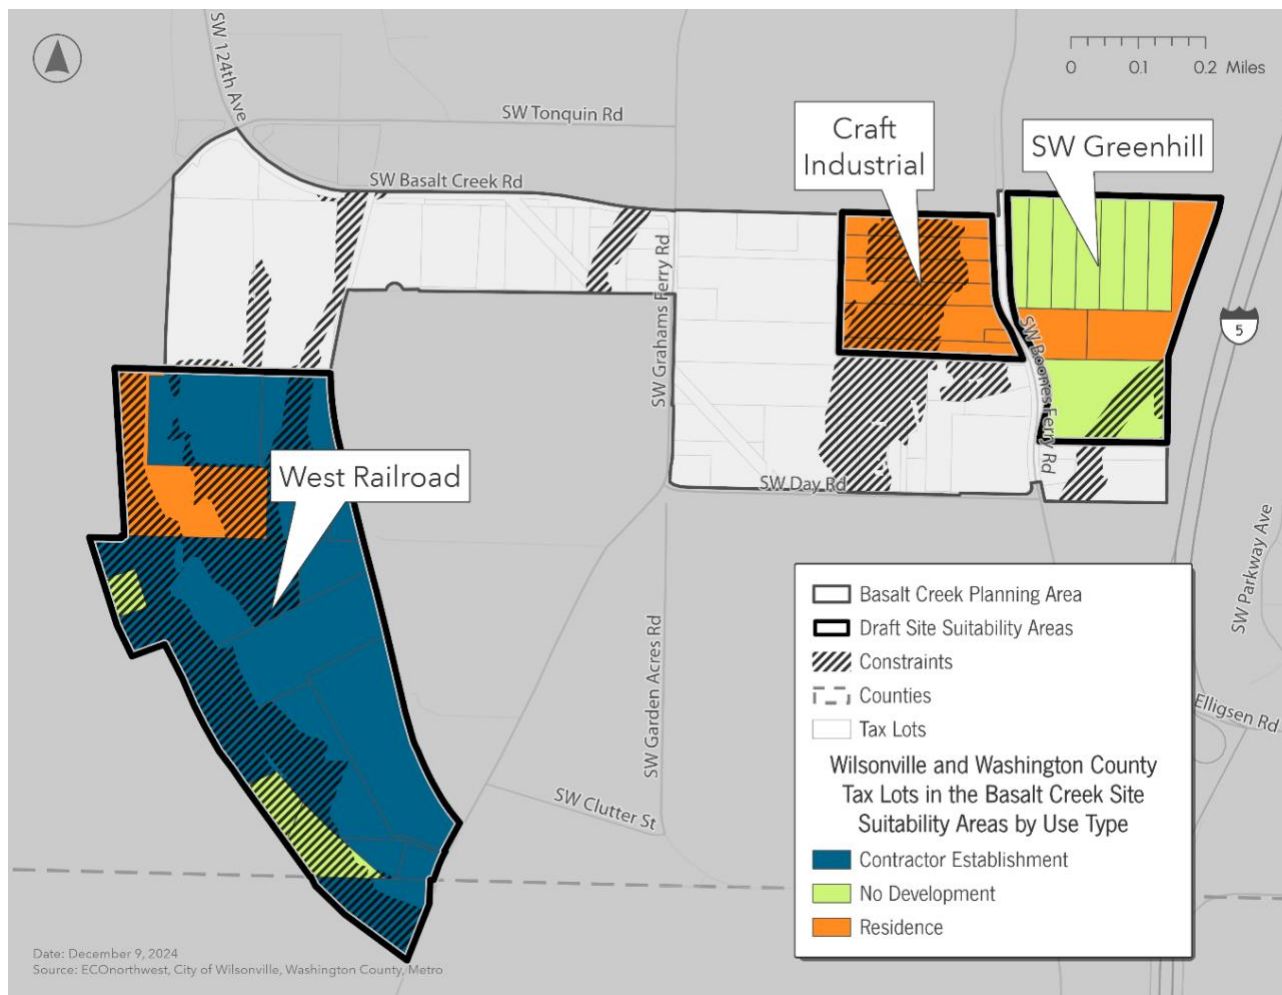 SW 124th Ave
0 0.1 0.2 Miles
SW Tonquin Rd
Craft
Industrial
SW Greenhill
SW Basalt Creek Rd
SW Grahams Ferry Rd
5
SW Boones Ferry Rd
West Railroad
SW Day Rd
SW Parkway Ave
Basalt Creek Planning Area
Draft Site Suitability Areas
Constraints
Counties
Tax Lots
Wilsonville and Washington County
Tax Lots in the Basalt Creek Site
Suitability Areas by Use Type
Contractor Establishment
No Development
Residence
SW Garden Acres Rd
Elligsen Rd
SW Clutter St
Date: December 9, 2024
Source: ECOnorthwest, City of Wilsonville, Washington County, Metro